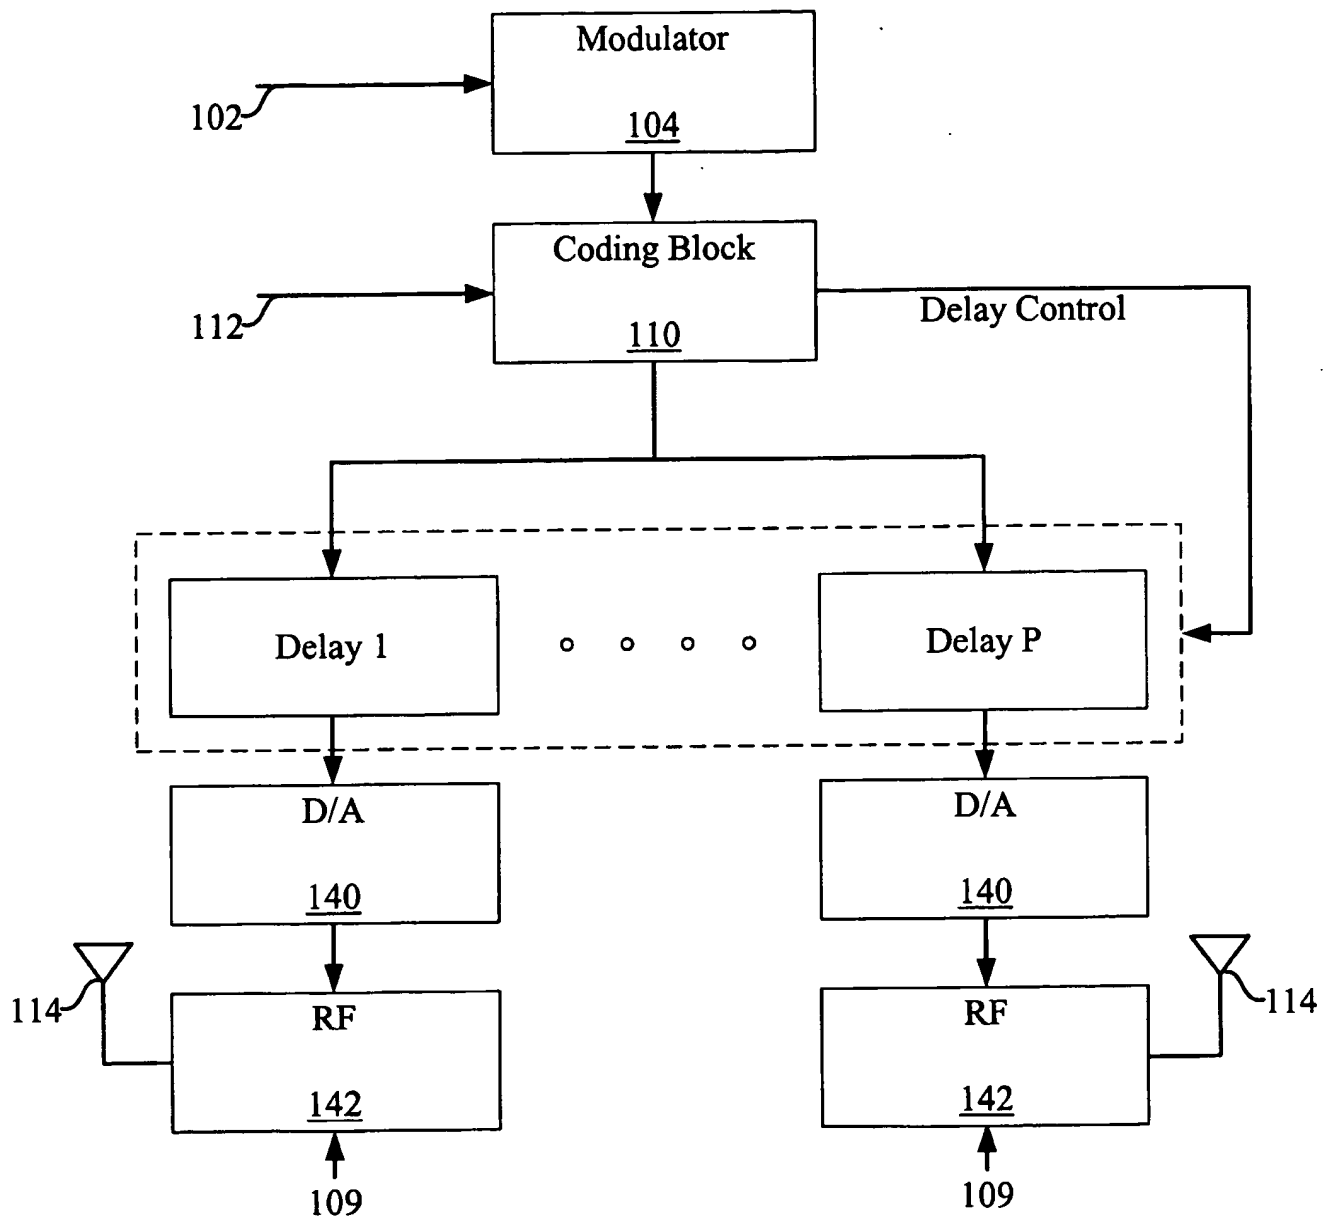 Modulator
102
104
Coding Block
112
110
Delay Control
Delay 1
Delay P
D/A
D/A
140
140
114
RF
RF
114
142
142
109
109